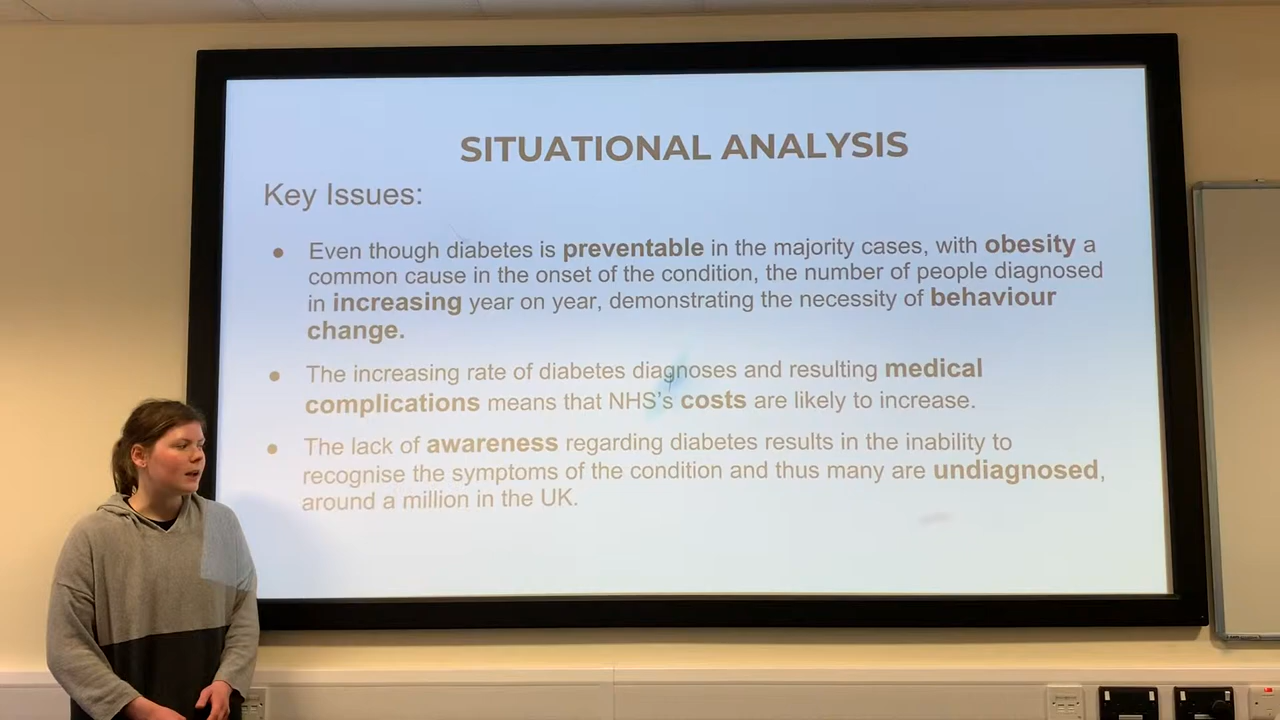 SITUATIONAL ANALYSIS
Key Issues:
● Even though diabetes is preventable in the majority cases, with obesity a
common cause in the onset of the condition, the number of people diagnosed
in increasing year on year, demonstrating the necessity of behaviour
change.
● The increasing rate of diabetes diagnoses and resulting medical
complications means that NHS's costs are likely to increase.
● The lack of awareness regarding diabetes results in the inability to
recognise the symptoms of the condition and thus many are undiagnosed,
around a million in the UK.